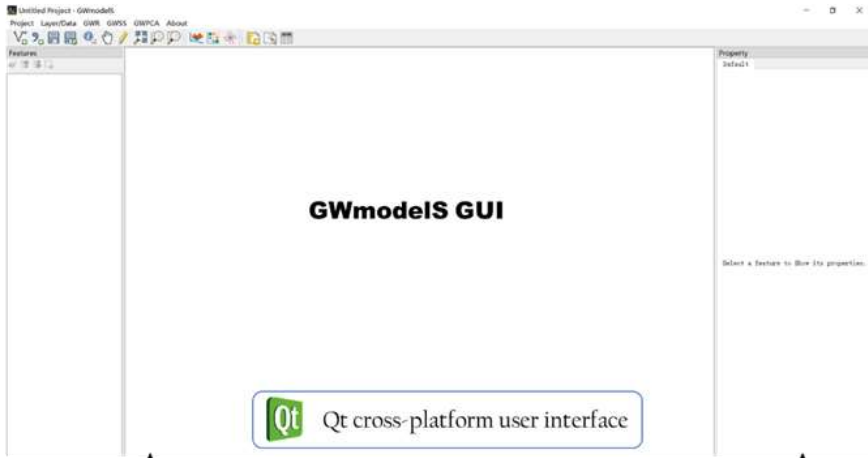 Untitled Project - GWmodelS
Project Layer/Data GWR GWSS GWPCA About
Features
Property
Default
GWmodelS GUI
Select a feature to Show its properties.
Qt Qt cross-platform user interface